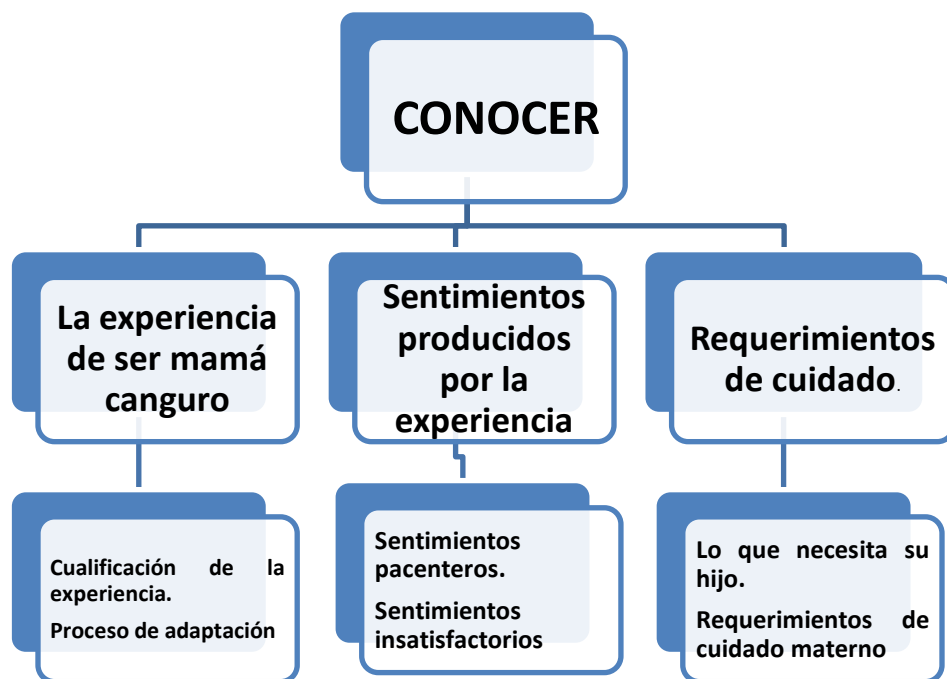 CONOCER
La experiencia
de ser mamá
canguro
Sentimientos
producidos
por la
experiencia
Requerimientos
de cuidado.
Cualificación de la
experiencia.
Proceso de adaptación
Sentimientos
pacenteros.
Sentimientos
insatisfactorios
Lo que necesita su
hijo.
Requerimientos de
cuidado materno